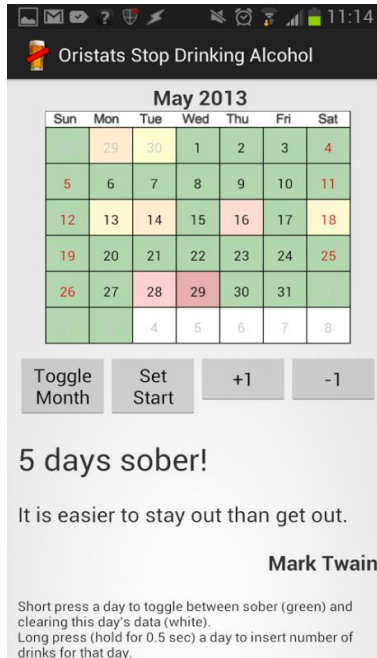 11:14
Oristats Stop Drinking Alcohol
May 2013
Sun Mon Tue Wed Thu Fri Sat
29 30 1 2 3 4
5 6 7 8 9 10 11
12 13 14 15 16 17 18
19 20 21 22 23 24 25
26 27 28 29 30 31
4 5 6 7 8
Toggle Month Set Start +1 -1
5 days sober!
It is easier to stay out than get out.
Mark Twain
Short press a day to toggle between sober (green) and
clearing this day's data (white).
Long press (hold for 0.5 sec) a day to insert number of
drinks for that day.